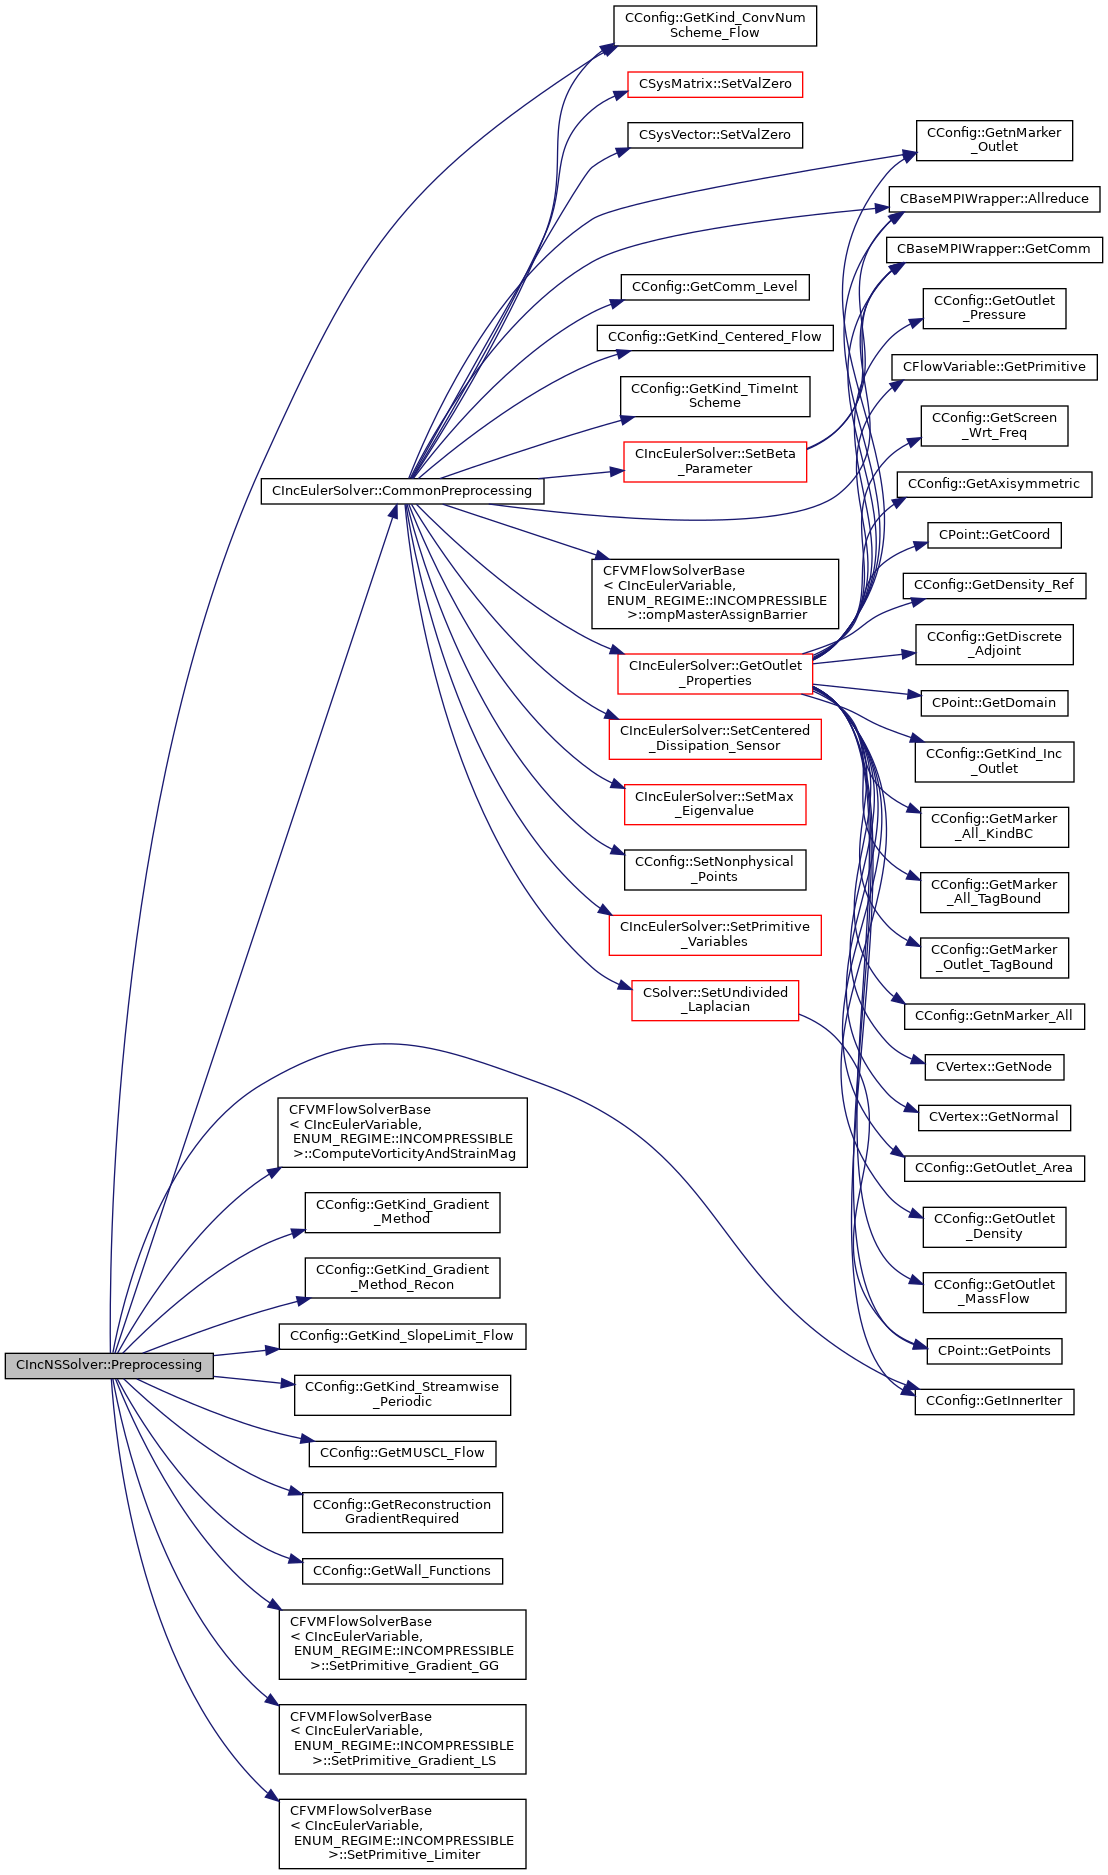 CConfig::GetKind_ConvNum
Scheme_Flow
CSysMatrix::SetValZero
CSysVector::SetValZero
CConfig::GetnMarker
_Outlet
CBaseMPIWrapper::Allreduce
CBaseMPIWrapper::GetComm
CConfig::GetComm_Level
CConfig::GetOutlet
_Pressure
CConfig::GetKind_Centered_Flow
CFlowVariable::GetPrimitive
CConfig::GetKind_TimeInt
Scheme
CConfig::GetScreen
_Wrt_Freq
CIncEulerSolver::SetBeta
_Parameter
CConfig::GetAxisymmetric
CIncEulerSolver::CommonPreprocessing
CPoint::GetCoord
CFVMFlowSolverBase
< CIncEulerVariable,
ENUM_REGIME::INCOMPRESSIBLE
>::ompMasterAssignBarrier
CConfig::GetDensity_Ref
CConfig::GetDiscrete
_Adjoint
CIncEulerSolver::GetOutlet
_Properties
CPoint::GetDomain
CIncEulerSolver::SetCentered
_Dissipation_Sensor
CConfig::GetKind_Inc
_Outlet
CIncEulerSolver::SetMax
_Eigenvalue
CConfig::GetMarker
_All_KindBC
CConfig::SetNonphysical
_Points
CConfig::GetMarker
_All_TagBound
CIncEulerSolver::SetPrimitive
_Variables
CConfig::GetMarker
_Outlet_TagBound
CSolver::SetUndivided
_Laplacian
CConfig::GetnMarker_All
CVertex::GetNode
CFVMFlowSolverBase
< CIncEulerVariable,
ENUM_REGIME::INCOMPRESSIBLE
>::ComputeVorticityAndStrainMag
CVertex::GetNormal
CConfig::GetOutlet_Area
CConfig::GetKind_Gradient
_Method
CConfig::GetOutlet
_Density
CConfig::GetKind_Gradient
_Method_Recon
CConfig::GetOutlet
_MassFlow
CConfig::GetKind_SlopeLimit_Flow
CPoint::GetPoints
CIncNSSolver::Preprocessing
CConfig::GetKind_Streamwise
_Periodic
CConfig::GetInnerIter
CConfig::GetMUSCL_Flow
CConfig::GetReconstruction
GradientRequired
CConfig::GetWall_Functions
CFVMFlowSolverBase
< CIncEulerVariable,
ENUM_REGIME::INCOMPRESSIBLE
>::SetPrimitive_Gradient_GG
CFVMFlowSolverBase
< CIncEulerVariable,
ENUM_REGIME::INCOMPRESSIBLE
>::SetPrimitive_Gradient_LS
CFVMFlowSolverBase
< CIncEulerVariable,
ENUM_REGIME::INCOMPRESSIBLE
>::SetPrimitive_Limiter